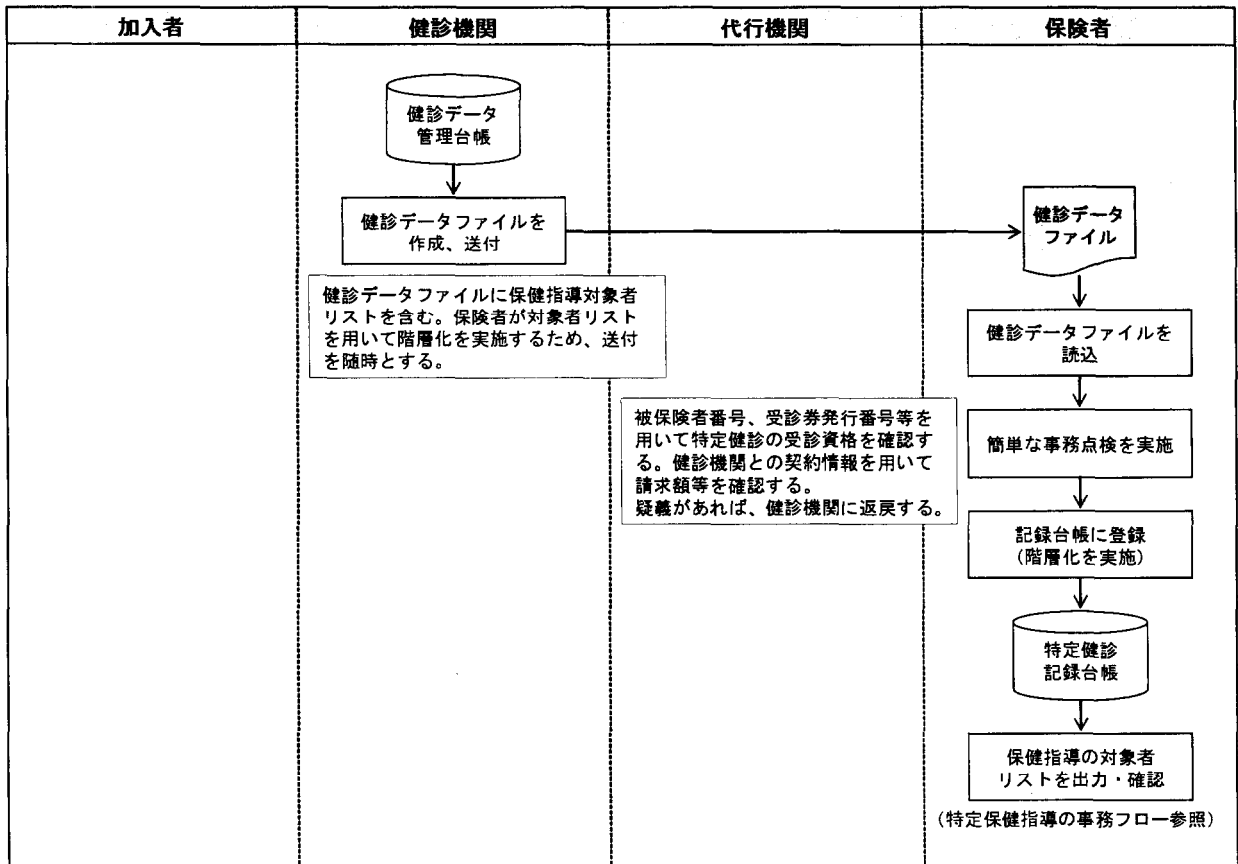 加入者
健診機関
代行機関
保険者
健診データ
管理台帳
健診データファイルを
作成、送付
健診データ
ファイル
健診データファイルに保健指導対象者
リストを含む。保険者が対象者リスト
を用いて階層化を実施するため、送付
を随時とする。
健診データファイルを
読込
被保険者番号、受診券発行番号等を
用いて特定健診の受診資格を確認す
る。健診機関との契約情報を用いて
請求額等を確認する。
疑義があれば、健診機関に返戻する。
簡単な事務点検を実施
記録台帳に登録
(階層化を実施)
特定健診
記録台帳
保健指導の対象者
リストを出力・確認
(特定保健指導の事務フロー参照)